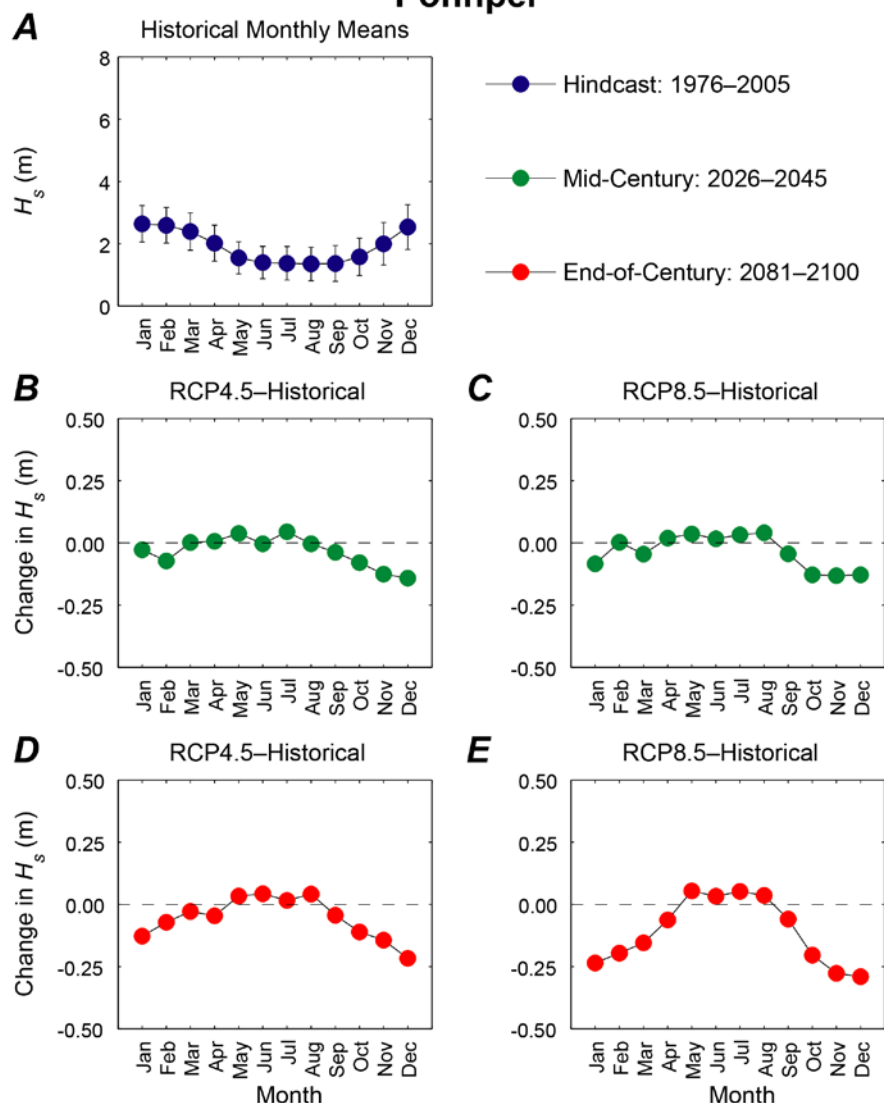 A
Historical Monthly Means
8
6
4
2
0
H_s (m)
Jan Feb Mar Apr May Jun Jul Aug Sep Oct Nov Dec
Hindcast: 1976–2005
Mid-Century: 2026–2045
End-of-Century: 2081–2100
B
RCP4.5–Historical
0.50
0.25
0.00
-0.25
-0.50
Change in H_s (m)
Jan Feb Mar Apr May Jun Jul Aug Sep Oct Nov Dec
C
RCP8.5–Historical
0.50
0.25
0.00
-0.25
-0.50
Jan Feb Mar Apr May Jun Jul Aug Sep Oct Nov Dec
D
RCP4.5–Historical
0.50
0.25
0.00
-0.25
-0.50
Change in H_s (m)
Jan Feb Mar Apr May Jun Jul Aug Sep Oct Nov Dec
Month
E
RCP8.5–Historical
0.50
0.25
0.00
-0.25
-0.50
Jan Feb Mar Apr May Jun Jul Aug Sep Oct Nov Dec
Month